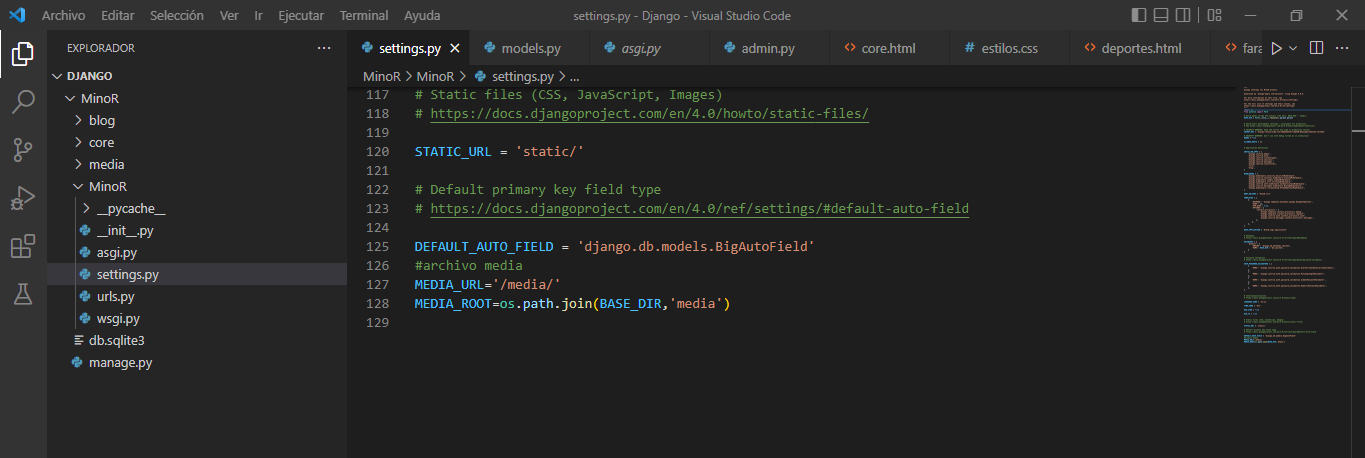 Archivo Editar Selección Ver Ir Ejecutar Terminal Ayuda settings.py - Django - Visual Studio Code
EXPLORADOR
DJANGO
MinoR
blog
core
media
MinoR
__pycache__
__init__.py
asgi.py
settings.py
urls.py
wsgi.py
db.sqlite3
manage.py
settings.py models.py asgi.py admin.py core.html estilos.css deportes.html fara
MinoR > MinoR > settings.py > ...
117 # Static files (CSS, JavaScript, Images)
118 # https://docs.djangoproject.com/en/4.0/howto/static-files/
119
120 STATIC_URL = 'static/'
121
122 # Default primary key field type
123 # https://docs.djangoproject.com/en/4.0/ref/settings/#default-auto-field
124
125 DEFAULT_AUTO_FIELD = 'django.db.models.BigAutoField'
126 #archivo media
127 MEDIA_URL='/media/'
128 MEDIA_ROOT=os.path.join(BASE_DIR,'media')
129